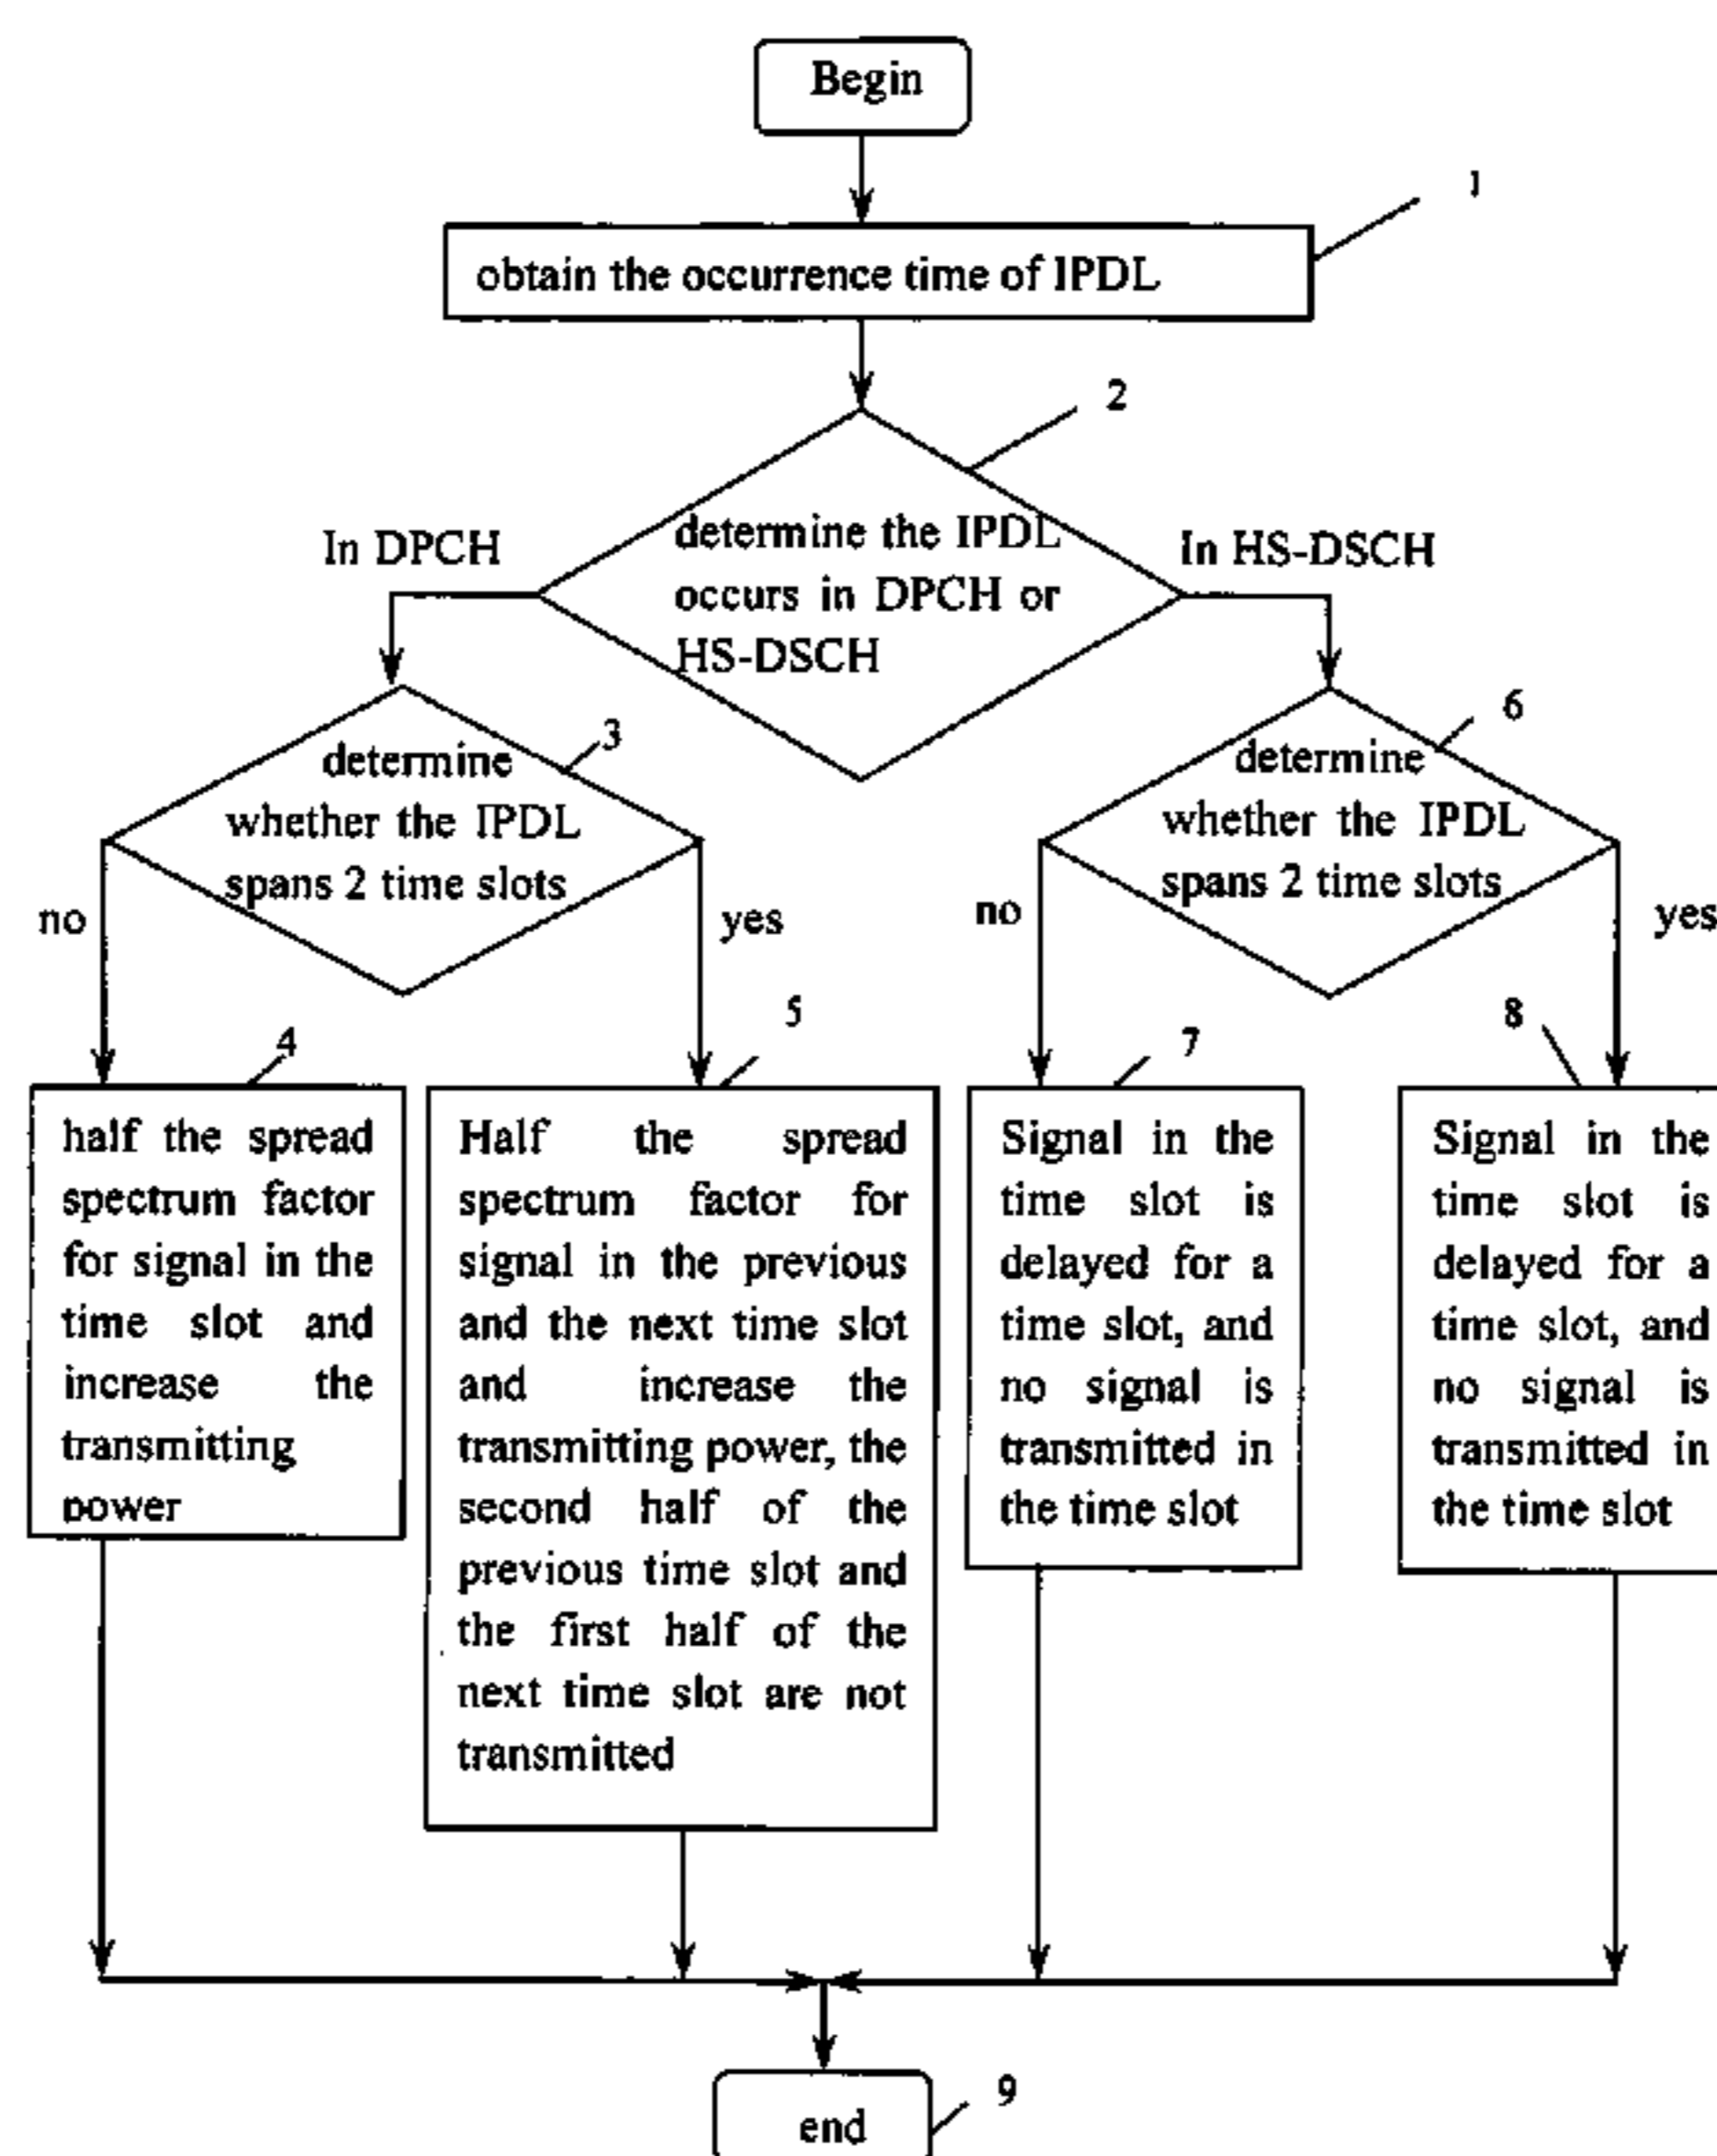 Begin
1
obtain the occurrence time of IPDL
2
determine the IPDL
occurs in DPCH or
HS-DSCH
In DPCH
In HS-DSCH
3
determine
whether the IPDL
spans 2 time slots
no
yes
6
determine
whether the IPDL
spans 2 time slots
no
yes
4
half the spread
spectrum factor
for signal in the
time slot and
increase the
transmitting
power
5
Half the spread
spectrum factor for
signal in the previous
and the next time slot
and increase the
transmitting power, the
second half of the
previous time slot and
the first half of the
next time slot are not
transmitted
7
Signal in the
time slot is
delayed for a
time slot, and
no signal is
transmitted in
the time slot
8
Signal in the
time slot is
delayed for a
time slot, and
no signal is
transmitted in
the time slot
end
9